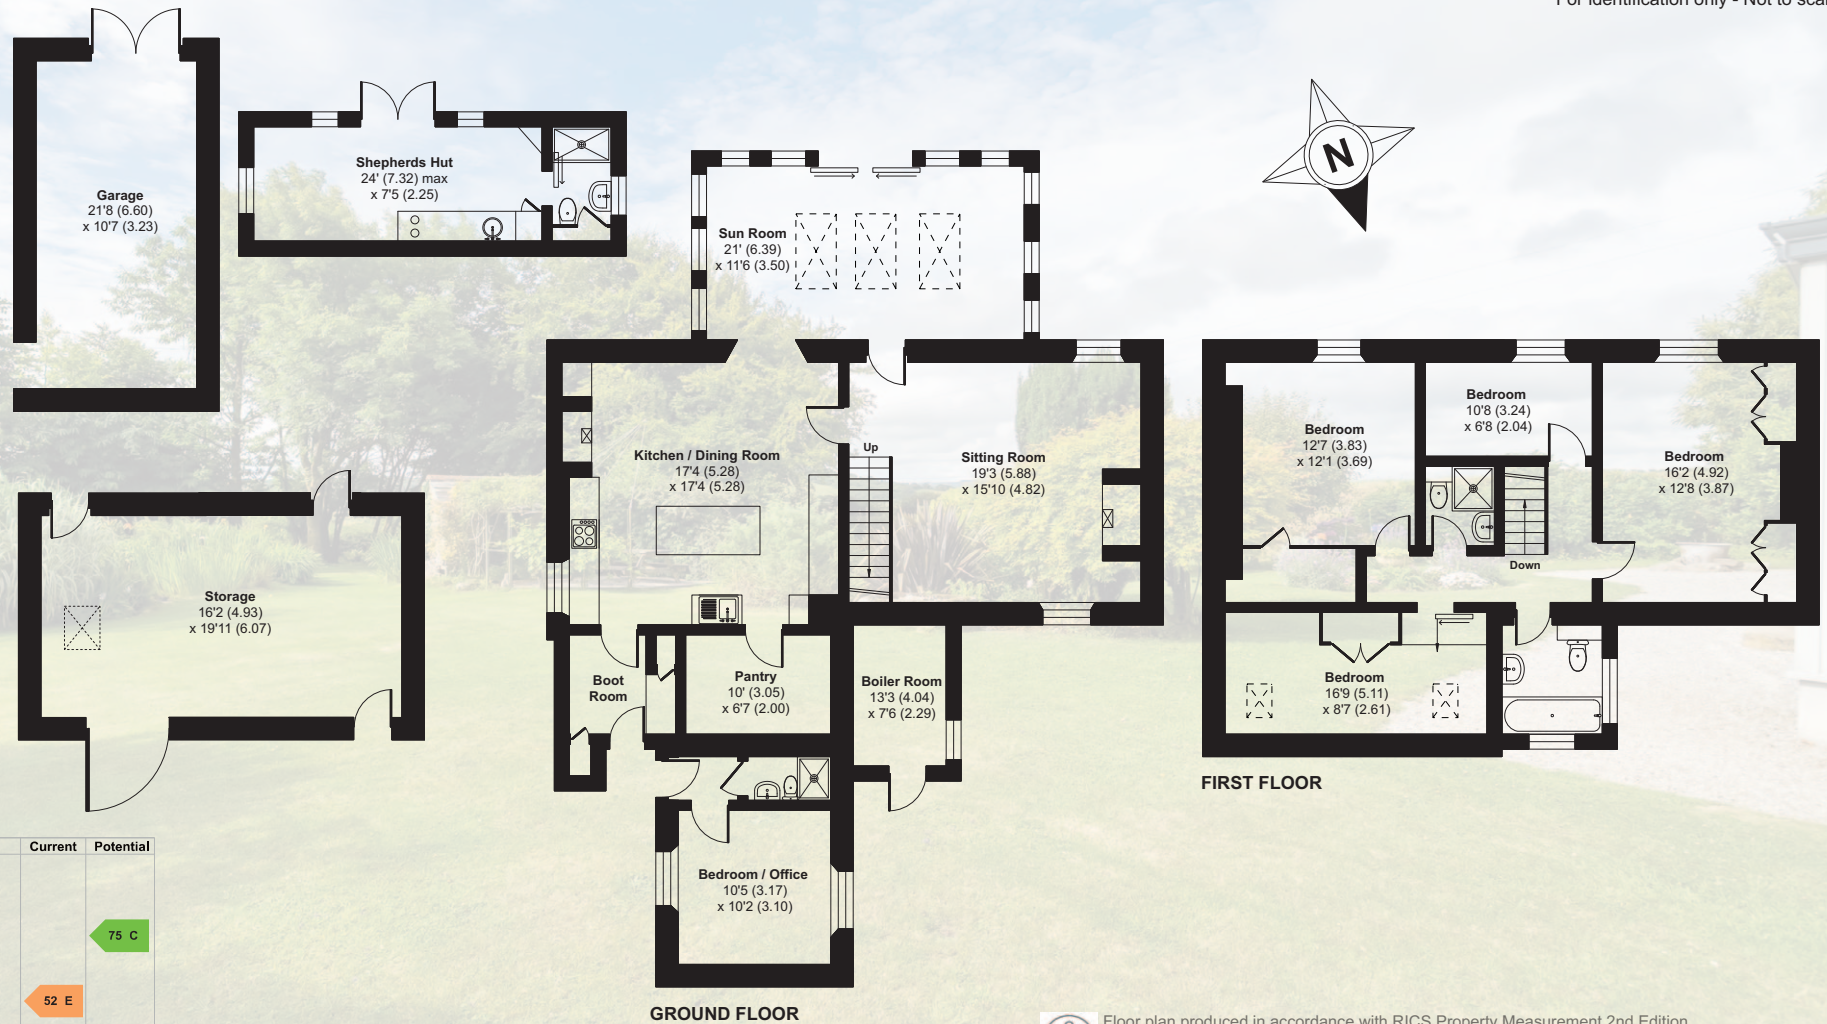 For identification only - Not to scal
Garage
21'8 (6.60)
x 10'7 (3.23)
Shepherds Hut
24' (7.32) max
x 7'5 (2.25)
N
Sun Room
21' (6.39)
x 11'6 (3.50)
Kitchen / Dining Room
17'4 (5.28)
x 17'4 (5.28)
Up
Sitting Room
19'3 (5.88)
x 15'10 (4.82)
Bedroom
12'7 (3.83)
x 12'1 (3.69)
Bedroom
10'8 (3.24)
x 6'8 (2.04)
Bedroom
16'2 (4.92)
x 12'8 (3.87)
Down
Storage
16'2 (4.93)
x 19'11 (6.07)
Boot
Room
Pantry
10' (3.05)
x 6'7 (2.00)
Boiler Room
13'3 (4.04)
x 7'6 (2.29)
Bedroom
16'9 (5.11)
x 8'7 (2.61)
FIRST FLOOR
Bedroom / Office
10'5 (3.17)
x 10'2 (3.10)
Current Potential
75 C
52 E
GROUND FLOOR
Floor plan produced in accordance with RICS Property Measurement 2nd Edition